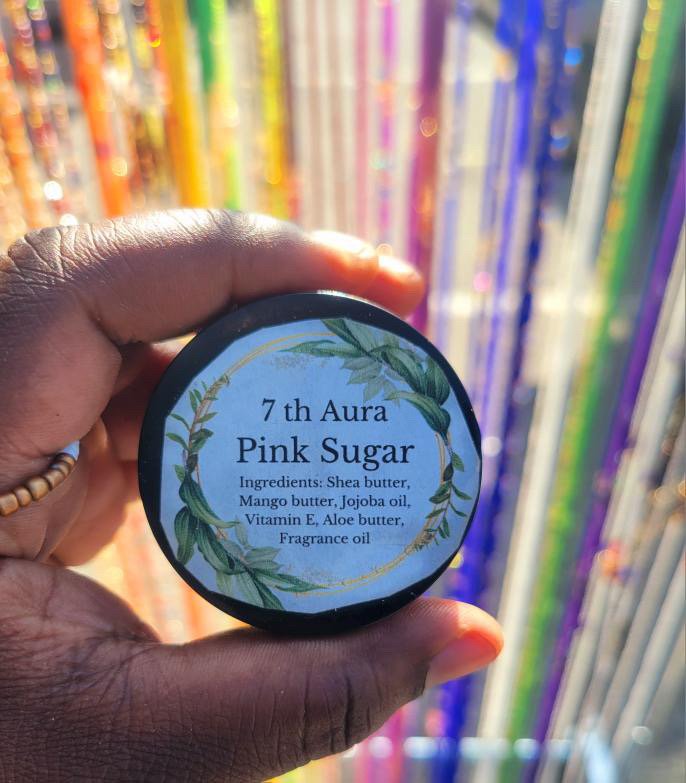 7 th Aura
Pink Sugar
Ingredients: Shea butter,
Mango butter, Jojoba oil,
Vitamin E, Aloe butter,
Fragrance oil